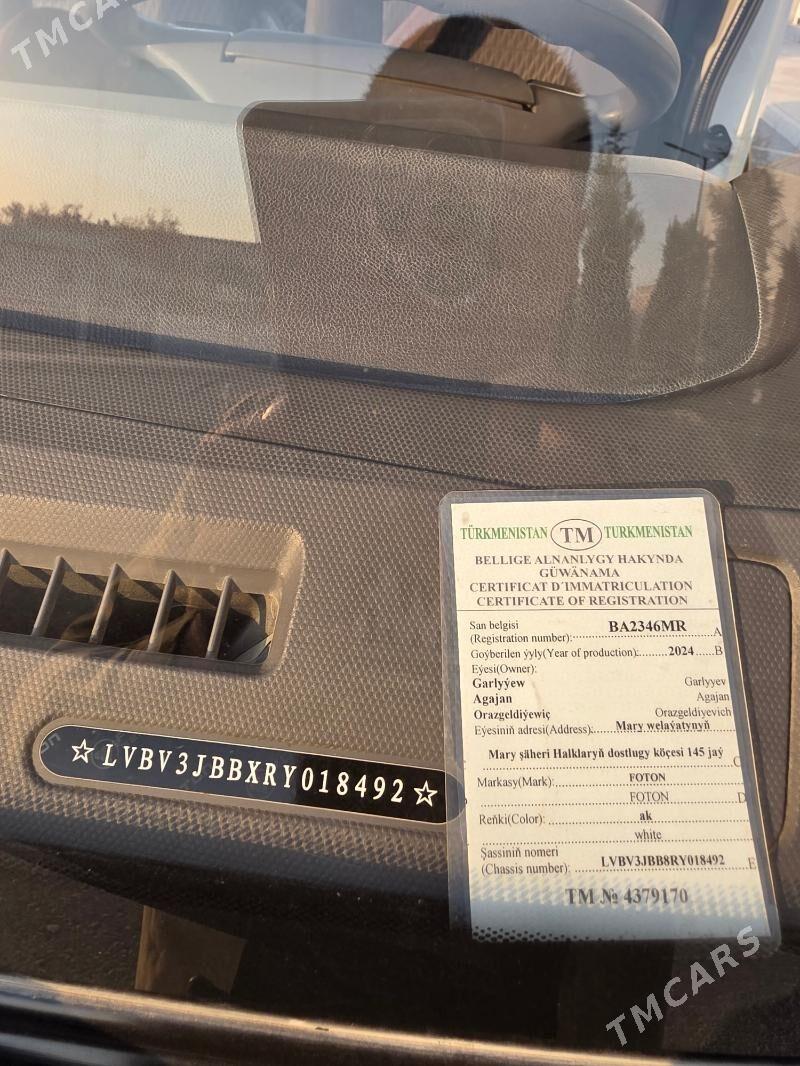 TMCARS
TÜRKMENISTAN TM TURKMENISTAN
BELLIGE ALNANLYGY HAKYNDA
GÜWÄNAMA
CERTIFICAT D´IMMATRICULATION
CERTIFICATE OF REGISTRATION
San belgisi
(Registration number): BA2346MR A
Goýberilen ýyly(Year of production): 2024 B
Eýesi(Owner):
Garlyýew Garlyyev
Agajan Agajan
Orazgeldiýewiç Orazgeldiyevich
Eýesiniň adresi(Address): Mary welaýatynyň
Mary şäheri Halklaryň dostlugy köçesi 145 jaý
C
Markasy(Mark): FOTON
FOTON D
Reňki(Color): ak
white
Şassiniň nomeri
(Chassis number): LVBV3JBB8RY018492 E
TM № 4379170
☆ LVBV3JBBXRY018492 ☆
TMCARS